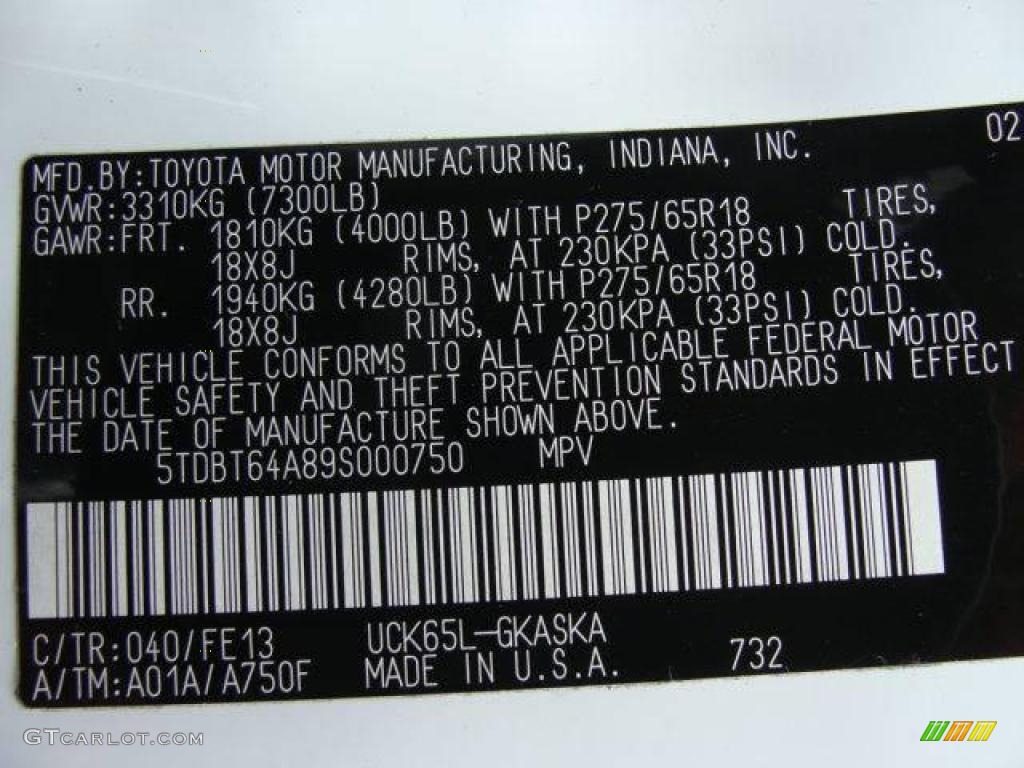 02
MFD.BY:TOYOTA MOTOR MANUFACTURING, INDIANA, INC.
GVWR:3310KG (7300LB)
GAWR:FRT. 1810KG (4000LB) WITH P275/65R18 TIRES,
18X8J RIMS, AT 230KPA (33PSI) COLD.
RR. 1940KG (4280LB) WITH P275/65R18 TIRES,
18X8J RIMS, AT 230KPA (33PSI) COLD.
THIS VEHICLE CONFORMS TO ALL APPLICABLE FEDERAL MOTOR
VEHICLE SAFETY AND THEFT PREVENTION STANDARDS IN EFFECT
THE DATE OF MANUFACTURE SHOWN ABOVE.
5TDBT64A89S000750 MPV
C/TR:040/FE13 UCK65L-GKASKA
A/TM:A01A/A750F MADE IN U.S.A. 732
GTCARLOT.COM